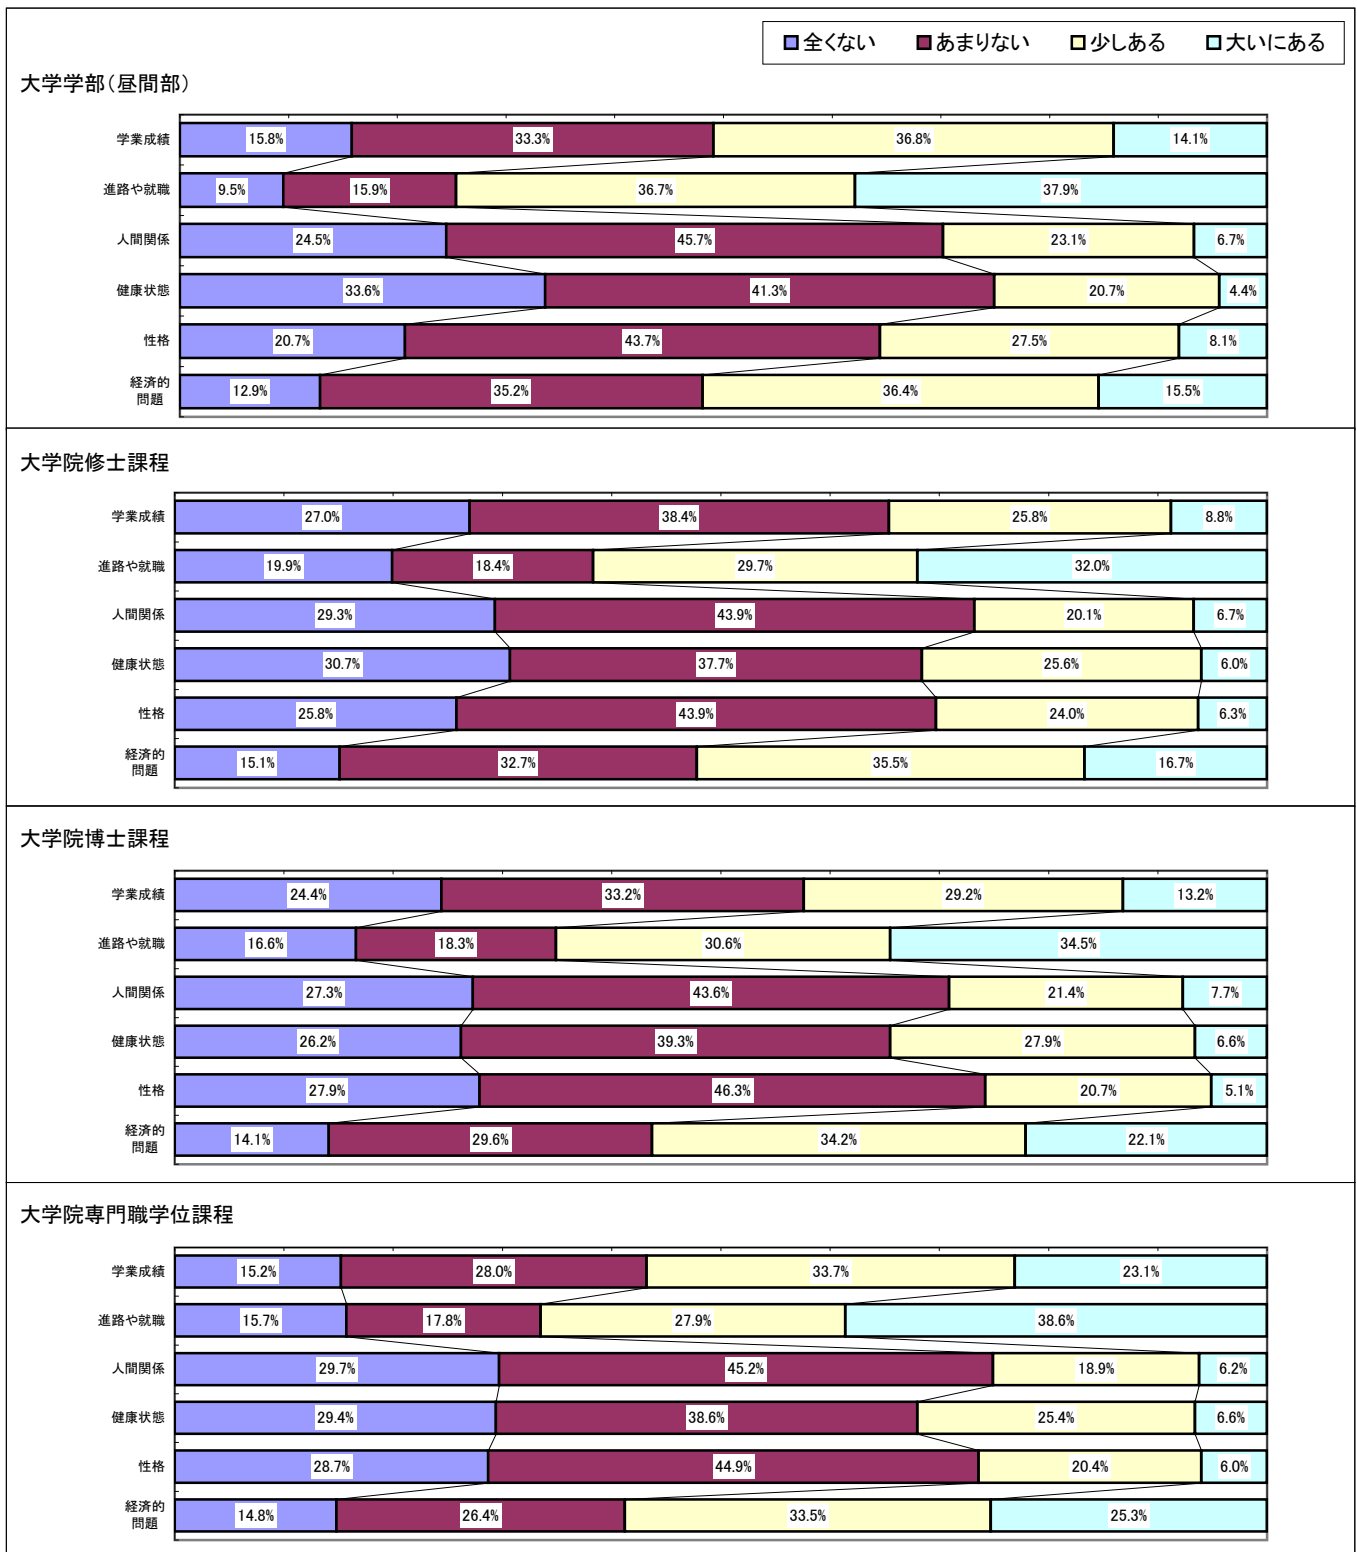 全くない あまりない 少しある 大いにある
大学学部(昼間部)
学業成績 15.8% 33.3% 36.8% 14.1%
進路や就職 9.5% 15.9% 36.7% 37.9%
人間関係 24.5% 45.7% 23.1% 6.7%
健康状態 33.6% 41.3% 20.7% 4.4%
性格 20.7% 43.7% 27.5% 8.1%
経済的
問題 12.9% 35.2% 36.4% 15.5%
大学院修士課程
学業成績 27.0% 38.4% 25.8% 8.8%
進路や就職 19.9% 18.4% 29.7% 32.0%
人間関係 29.3% 43.9% 20.1% 6.7%
健康状態 30.7% 37.7% 25.6% 6.0%
性格 25.8% 43.9% 24.0% 6.3%
経済的
問題 15.1% 32.7% 35.5% 16.7%
大学院博士課程
学業成績 24.4% 33.2% 29.2% 13.2%
進路や就職 16.6% 18.3% 30.6% 34.5%
人間関係 27.3% 43.6% 21.4% 7.7%
健康状態 26.2% 39.3% 27.9% 6.6%
性格 27.9% 46.3% 20.7% 5.1%
経済的
問題 14.1% 29.6% 34.2% 22.1%
大学院専門職学位課程
学業成績 15.2% 28.0% 33.7% 23.1%
進路や就職 15.7% 17.8% 27.9% 38.6%
人間関係 29.7% 45.2% 18.9% 6.2%
健康状態 29.4% 38.6% 25.4% 6.6%
性格 28.7% 44.9% 20.4% 6.0%
経済的
問題 14.8% 26.4% 33.5% 25.3%